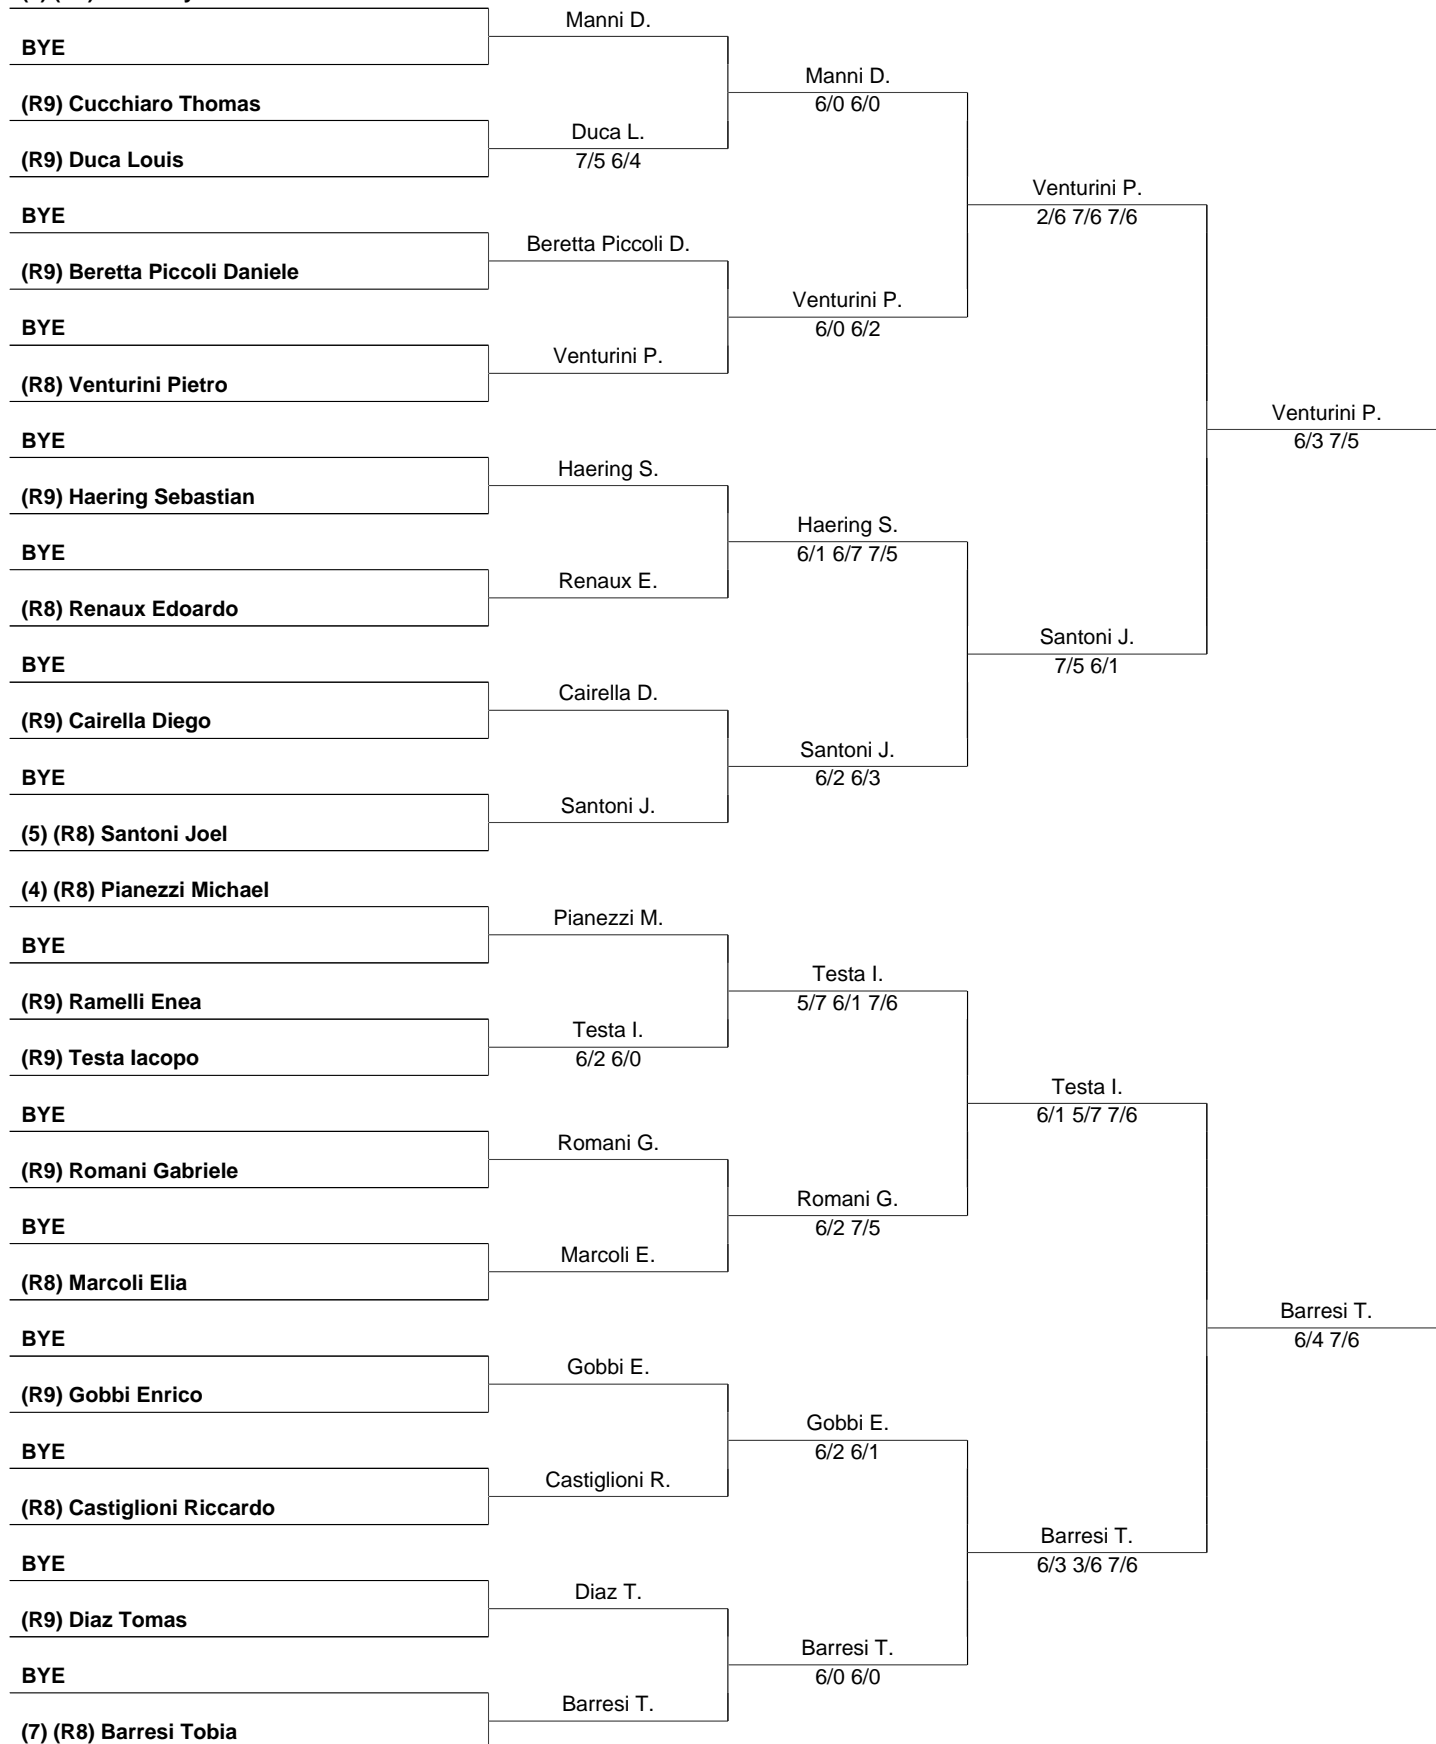 BYE
(R9) Cucchiaro Thomas
(R9) Duca Louis
BYE
(R9) Beretta Piccoli Daniele
BYE
(R8) Venturini Pietro
BYE
(R9) Haering Sebastian
BYE
(R8) Renaux Edoardo
BYE
(R9) Cairella Diego
BYE
(5) (R8) Santoni Joel
(4) (R8) Pianezzi Michael
BYE
(R9) Ramelli Enea
(R9) Testa Iacopo
BYE
(R9) Romani Gabriele
BYE
(R8) Marcoli Elia
BYE
(R9) Gobbi Enrico
BYE
(R8) Castiglioni Riccardo
BYE
(R9) Diaz Tomas
BYE
(7) (R8) Barresi Tobia
Manni D.
Duca L.
7/5 6/4
Beretta Piccoli D.
Venturini P.
Haering S.
Renaux E.
Cairella D.
Santoni J.
Pianezzi M.
Testa I.
6/2 6/0
Romani G.
Marcoli E.
Gobbi E.
Castiglioni R.
Diaz T.
Barresi T.
Manni D.
6/0 6/0
Venturini P.
6/0 6/2
Haering S.
6/1 6/7 7/5
Santoni J.
6/2 6/3
Testa I.
5/7 6/1 7/6
Romani G.
6/2 7/5
Gobbi E.
6/2 6/1
Barresi T.
6/0 6/0
Venturini P.
2/6 7/6 7/6
Santoni J.
7/5 6/1
Testa I.
6/1 5/7 7/6
Barresi T.
6/3 3/6 7/6
Venturini P.
6/3 7/5
Barresi T.
6/4 7/6